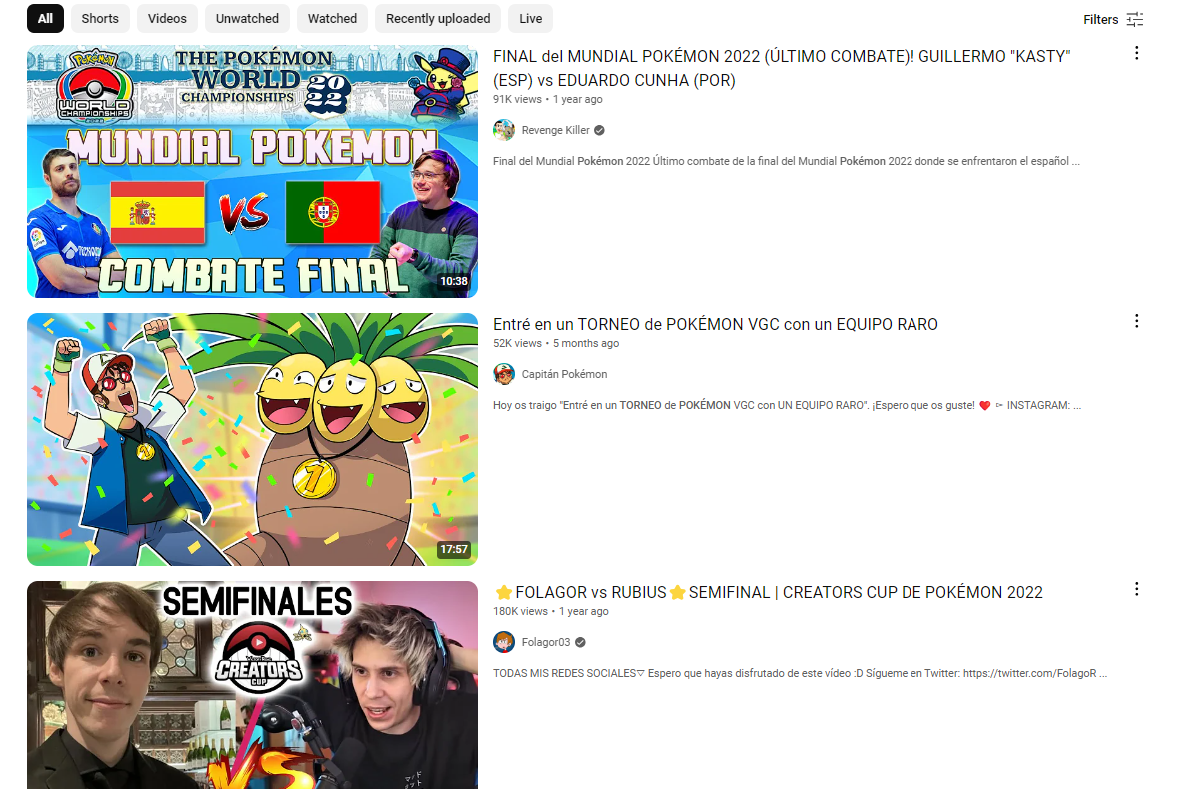 All
Shorts
Videos
Unwatched
Watched
Recently uploaded
Live
Filters
Pokémon
WORLD
CHAMPIONSHIPS
THE POKÉMON
WORLD
CHAMPIONSHIPS
2022
MUNDIAL POKEMON
VS
COMBATE FINAL
10:38
FINAL del MUNDIAL POKÉMON 2022 (ÚLTIMO COMBATE)! GUILLERMO "KASTY"
(ESP) vs EDUARDO CUNHA (POR)
91K views • 1 year ago
Revenge Killer
Final del Mundial Pokémon 2022 Último combate de la final del Mundial Pokémon 2022 donde se enfrentaron el español ...
1
1
17:57
Entré en un TORNEO de POKÉMON VGC con un EQUIPO RARO
52K views • 5 months ago
Capitán Pokémon
Hoy os traigo "Entré en un TORNEO de POKÉMON VGC con UN EQUIPO RARO". ¡Espero que os guste! ❤️ ➳ INSTAGRAM: ...
SEMIFINALES
CREATORS
CUP
VS
⭐FOLAGOR vs RUBIUS⭐SEMIFINAL | CREATORS CUP DE POKÉMON 2022
180K views • 1 year ago
Folagor03
TODAS MIS REDES SOCIALES▽ Espero que hayas disfrutado de este vídeo :D Sígueme en Twitter: https://twitter.com/FolagoR ...